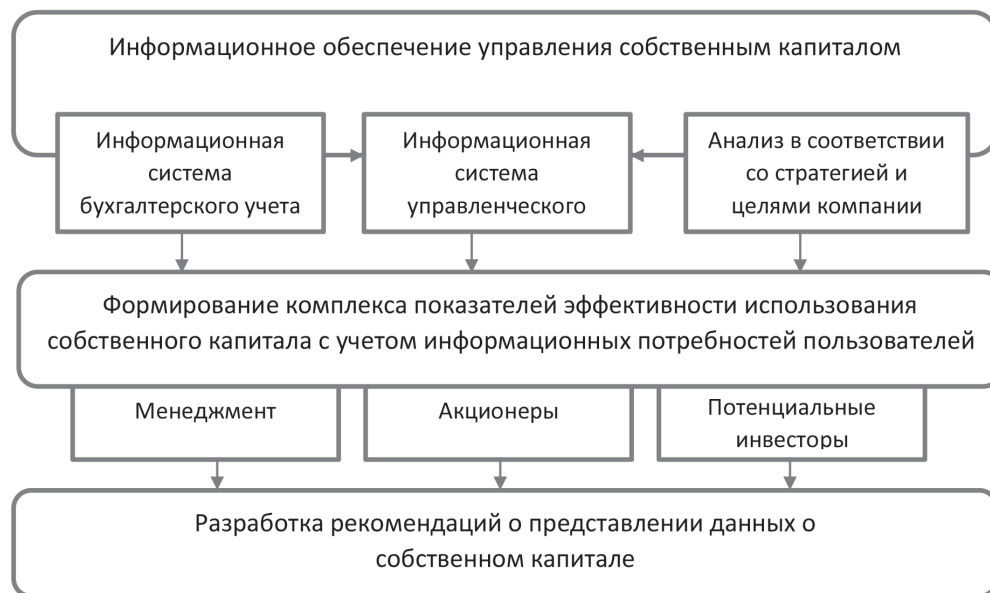 Информационное обеспечение управления собственным капиталом
Информационная
система
бухгалтерского учета
Информационная
система
управленческого
Анализ в соответствии
со стратегией и
целями компании
Формирование комплекса показателей эффективности использования
собственного капитала с учетом информационных потребностей пользователей
Менеджмент
Акционеры
Потенциальные
инвесторы
Разработка рекомендаций о представлении данных о
собственном капитале